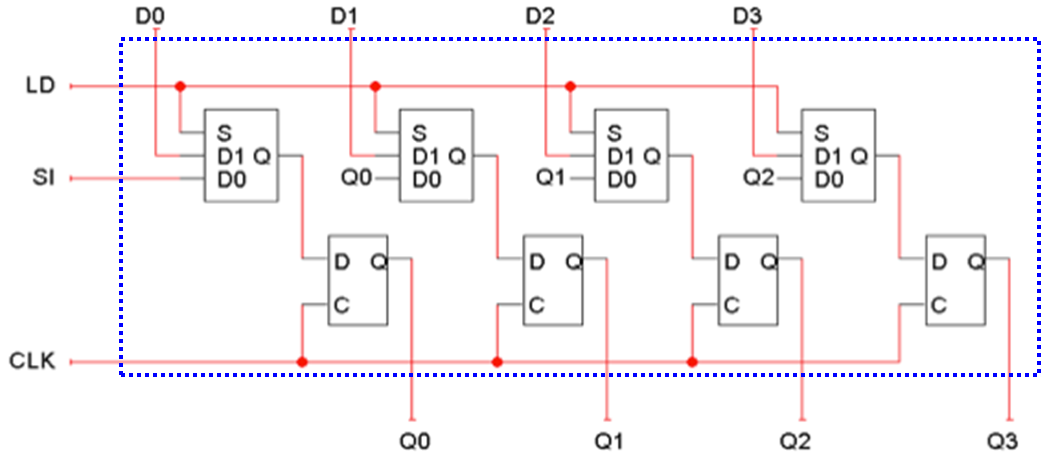 D0 D1 D2 D3
LD
S S S S
D1 Q D1 Q D1 Q D1 Q
SI D0 Q0 D0 Q1 D0 Q2 D0
D Q D Q D Q D Q
C C C C
CLK
Q0 Q1 Q2 Q3